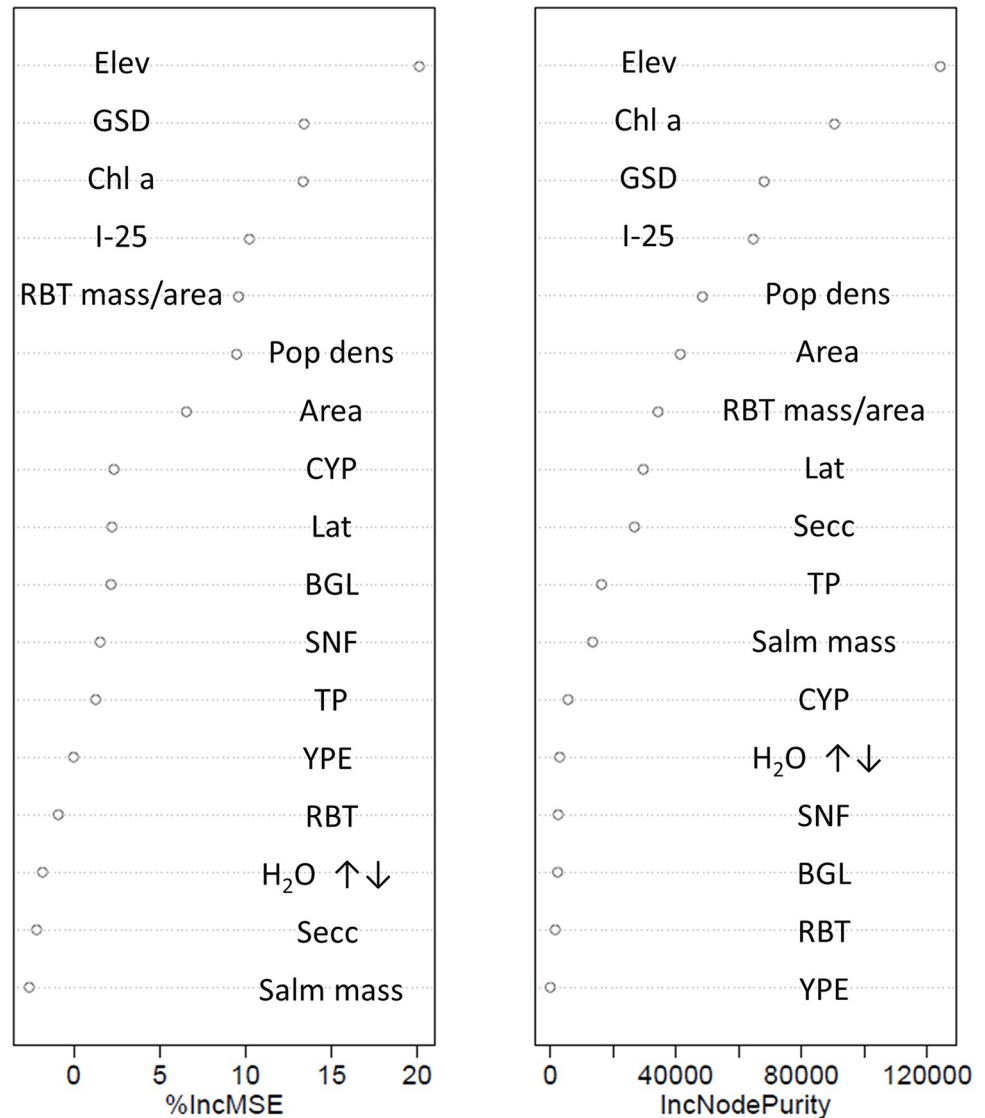 Elev
GSD
Chl a
I-25
RBT mass/area
Pop dens
Area
CYP
Lat
BGL
SNF
TP
YPE
RBT
H₂O ↑↓
Secc
Salm mass
0 5 10 15 20
%IncMSE
Elev
Chl a
GSD
I-25
Pop dens
Area
RBT mass/area
Lat
Secc
TP
Salm mass
CYP
H₂O ↑↓
SNF
BGL
RBT
YPE
0 40000 80000 120000
IncNodePurity